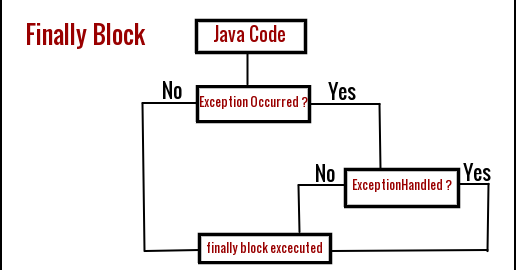 Finally Block
Java Code
No
Exception Occurred ?
Yes
No
ExceptionHandled ?
Yes
finally block excecuted